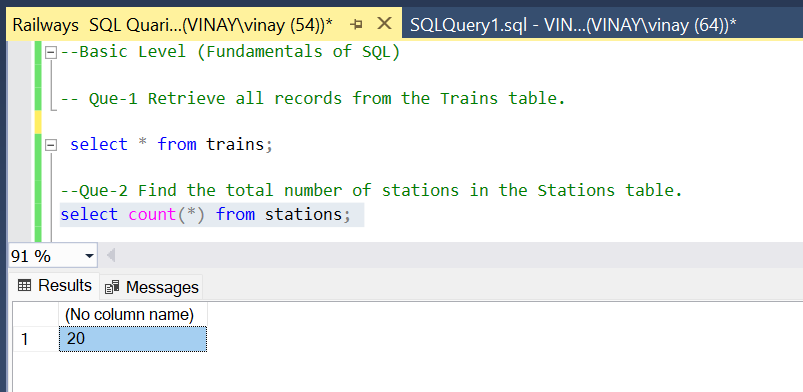 Railways SQL Quari...(VINAY\vinay (54))* SQLQuery1.sql - VIN...(VINAY\vinay (64))*
--Basic Level (Fundamentals of SQL)
-- Que-1 Retrieve all records from the Trains table.
select * from trains;
--Que-2 Find the total number of stations in the Stations table.
select count(*) from stations;
91 %
Results Messages
(No column name)
1 20